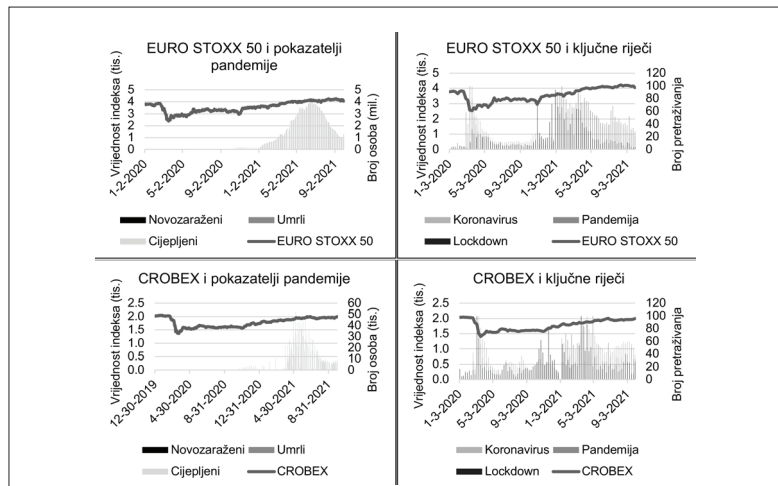 EURO STOXX 50 i pokazatelji
pandemije
Vrijednost indeksa (tis.)
5
4
3
2
1
0
5
4
3
2
1
0
Broj osoba (mil.)
1-2-2020
5-2-2020
9-2-2020
1-2-2021
5-2-2021
9-2-2021
Novozaraženi
Umrli
Cijepljeni
EURO STOXX 50
EURO STOXX 50 i ključne riječi
Vrijednost indeksa (tis.)
5
4
3
2
1
0
120
100
80
60
40
20
0
Broj pretraživanja
1-3-2020
5-3-2020
9-3-2020
1-3-2021
5-3-2021
9-3-2021
Koronavirus
Pandemija
Lockdown
EURO STOXX 50
CROBEX i pokazatelji pandemije
Vrijednost indeksa (tis.)
2.5
2.0
1.5
1.0
0.5
0.0
60
50
40
30
20
10
0
Broj osoba (tis.)
12-30-2019
4-30-2020
8-31-2020
12-31-2020
4-30-2021
8-31-2021
Novozaraženi
Umrli
Cijepljeni
CROBEX
CROBEX i ključne riječi
Vrijednost indeksa (tis.)
2.5
2.0
1.5
1.0
0.5
0.0
120
100
80
60
40
20
0
Broj pretraživanja
1-3-2020
5-3-2020
9-3-2020
1-3-2021
5-3-2021
9-3-2021
Koronavirus
Pandemija
Lockdown
CROBEX